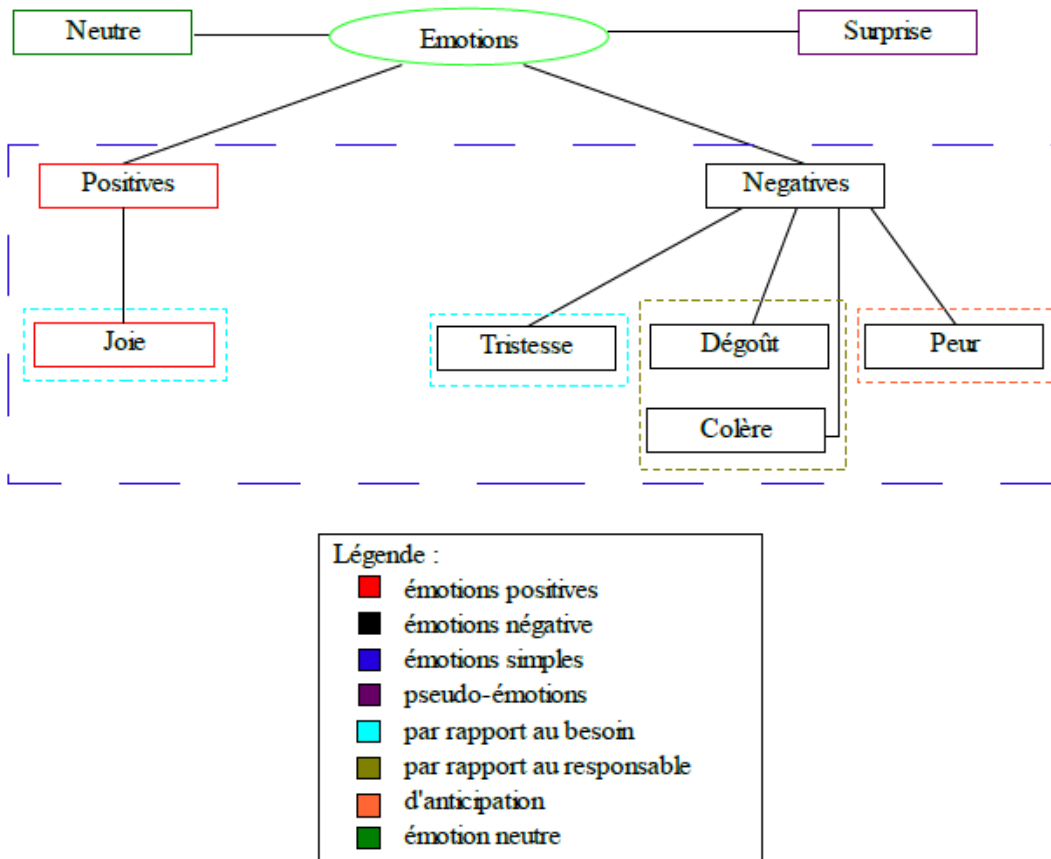 Neutre
Emotions
Surprise
Positives
Negatives
Joie
Tristesse
Dégoût
Peur
Colère
Légende :
émotions positives
émotions négative
émotions simples
pseudo-émotions
par rapport au besoin
par rapport au responsable
d'anticipation
émotion neutre